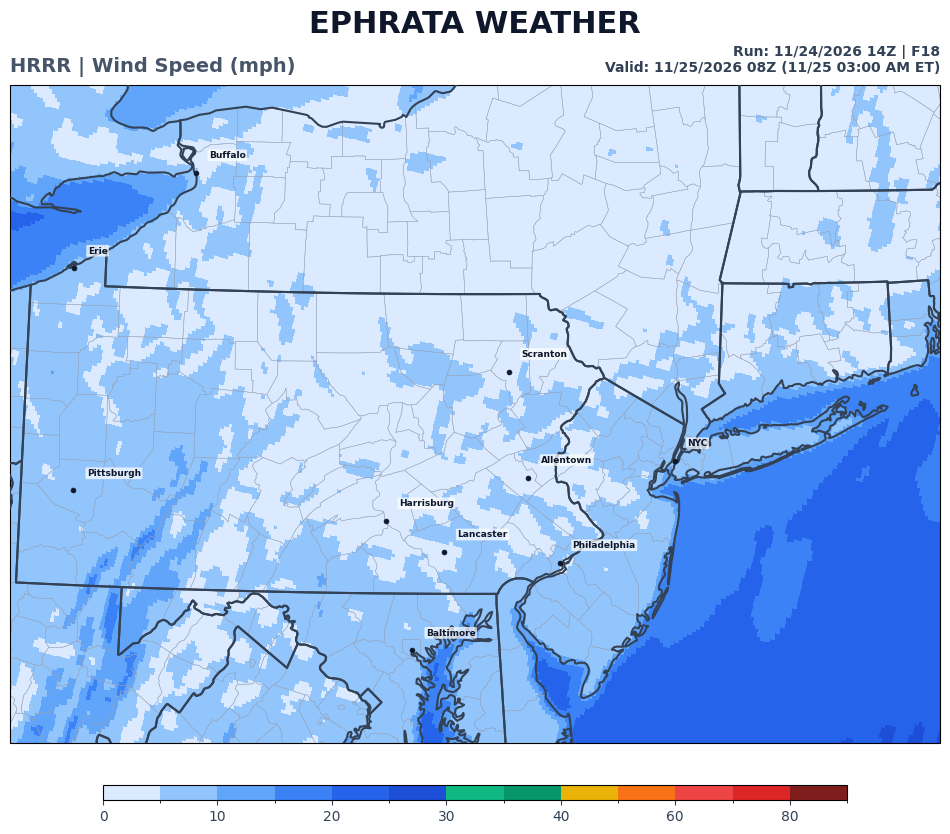 EPHRATA WEATHER
HRRR | Wind Speed (mph)
Run: 11/24/2026 14Z | F18
Valid: 11/25/2026 08Z (11/25 03:00 AM ET)
Buffalo
Erie
Scranton
NYC
Allentown
Pittsburgh
Harrisburg
Lancaster
Philadelphia
Baltimore
0 10 20 30 40 50 60 70 80